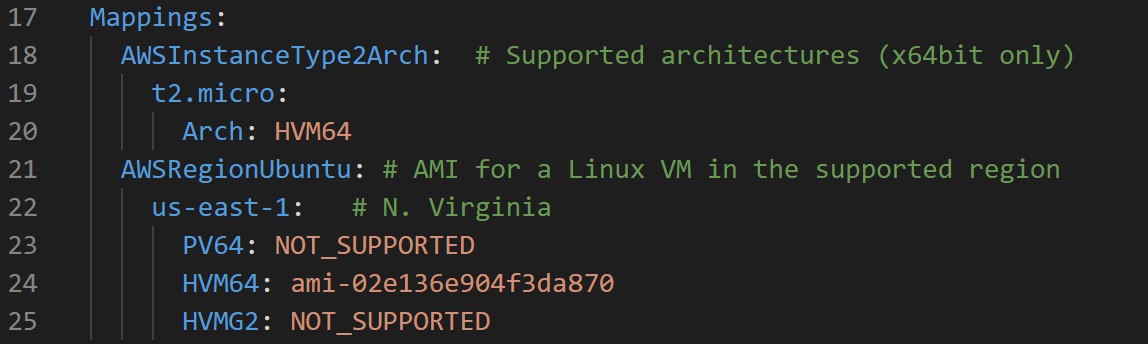 17 Mappings:
18 AWSInstanceType2Arch: # Supported architectures (x64bit only)
19 t2.micro:
20 Arch: HVM64
21 AWSRegionUbuntu: # AMI for a Linux VM in the supported region
22 us-east-1: # N. Virginia
23 PV64: NOT_SUPPORTED
24 HVM64: ami-02e136e904f3da870
25 HVMG2: NOT_SUPPORTED